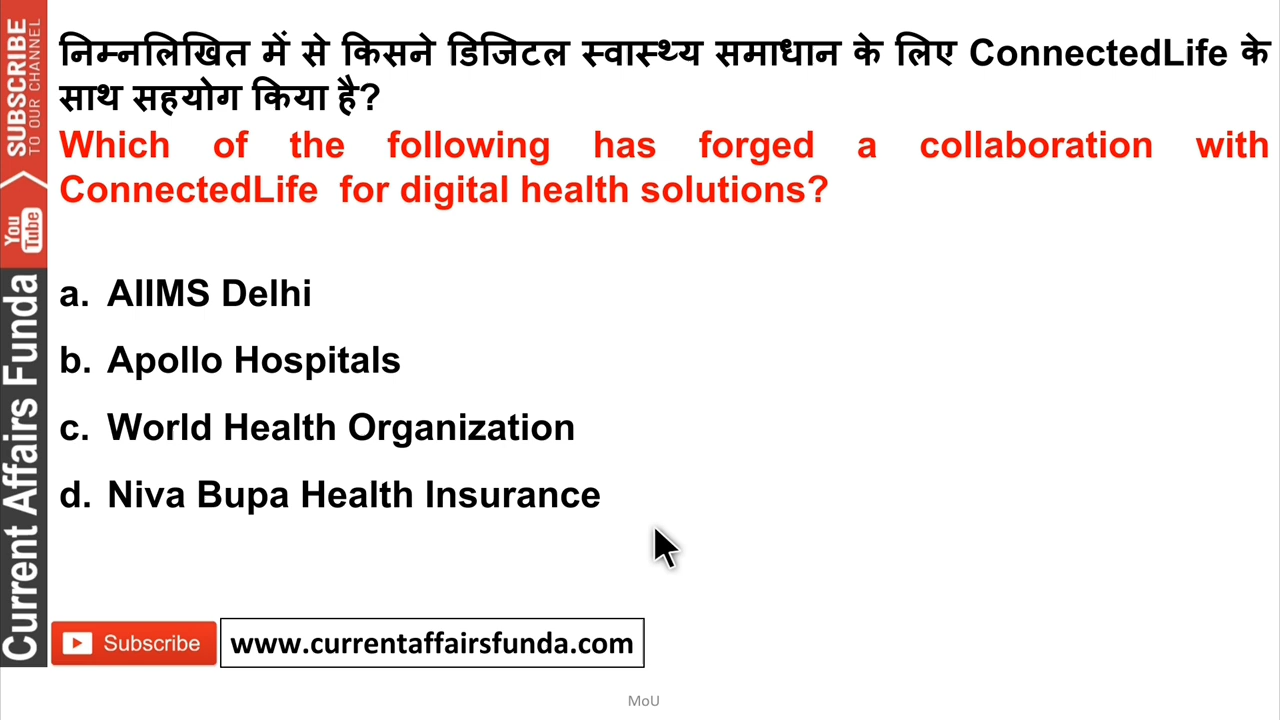 निम्नलिखित में से किसने डिजिटल स्वास्थ्य समाधान के लिए ConnectedLife के
साथ सहयोग किया है?
Which of the following has forged a collaboration with
ConnectedLife for digital health solutions?
a. AIIMS Delhi
b. Apollo Hospitals
c. World Health Organization
d. Niva Bupa Health Insurance
SUBSCRIBE
TO OUR CHANNEL
You
Tube
Current Affairs Funda
Subscribe
www.currentaffairsfunda.com
MoU